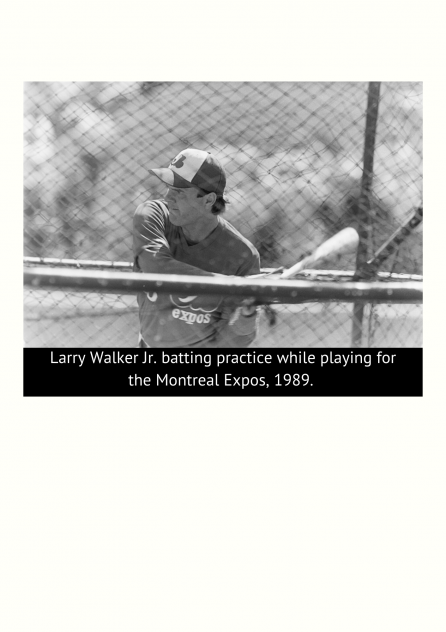 expos
Larry Walker Jr. batting practice while playing for
the Montreal Expos, 1989.